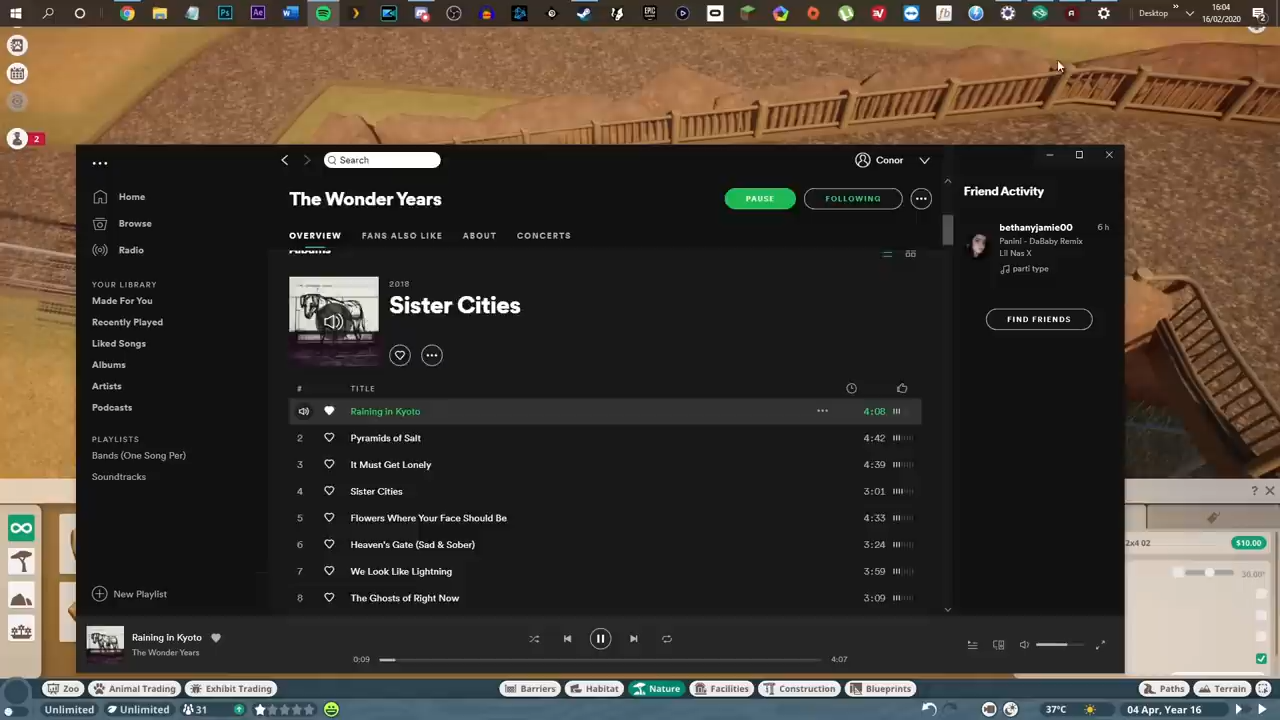 Desktop
16:04
16/02/2020
2
2
Search
Conor
Home
Browse
Radio
YOUR LIBRARY
Made For You
Recently Played
Liked Songs
Albums
Artists
Podcasts
PLAYLISTS
Bands (One Song Per)
Soundtracks
New Playlist
The Wonder Years
PAUSE
FOLLOWING
OVERVIEW
FANS ALSO LIKE
ABOUT
CONCERTS
Albums
2018
Sister Cities
# TITLE
Raining in Kyoto 4:08
2 Pyramids of Salt 4:42
3 It Must Get Lonely 4:39
4 Sister Cities 3:01
5 Flowers Where Your Face Should Be 4:33
6 Heaven's Gate (Sad & Sober) 3:24
7 We Look Like Lightning 3:59
8 The Ghosts of Right Now 3:09
Friend Activity
bethanyjamie00 6 h
Panini - DaBaby Remix
Lil Nas X
parti type
FIND FRIENDS
Raining in Kyoto
The Wonder Years
0:09
4:07
? X
2x4 02 $10.00
30.00°
Zoo Animal Trading Exhibit Trading Barriers Habitat Nature Facilities Construction Blueprints Paths Terrain
Unlimited Unlimited 31 37°C 04 Apr, Year 16